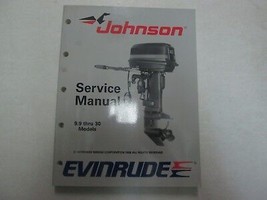 Johnson
Service
Manual
9.9 thru 30
Models
EVINRUDE